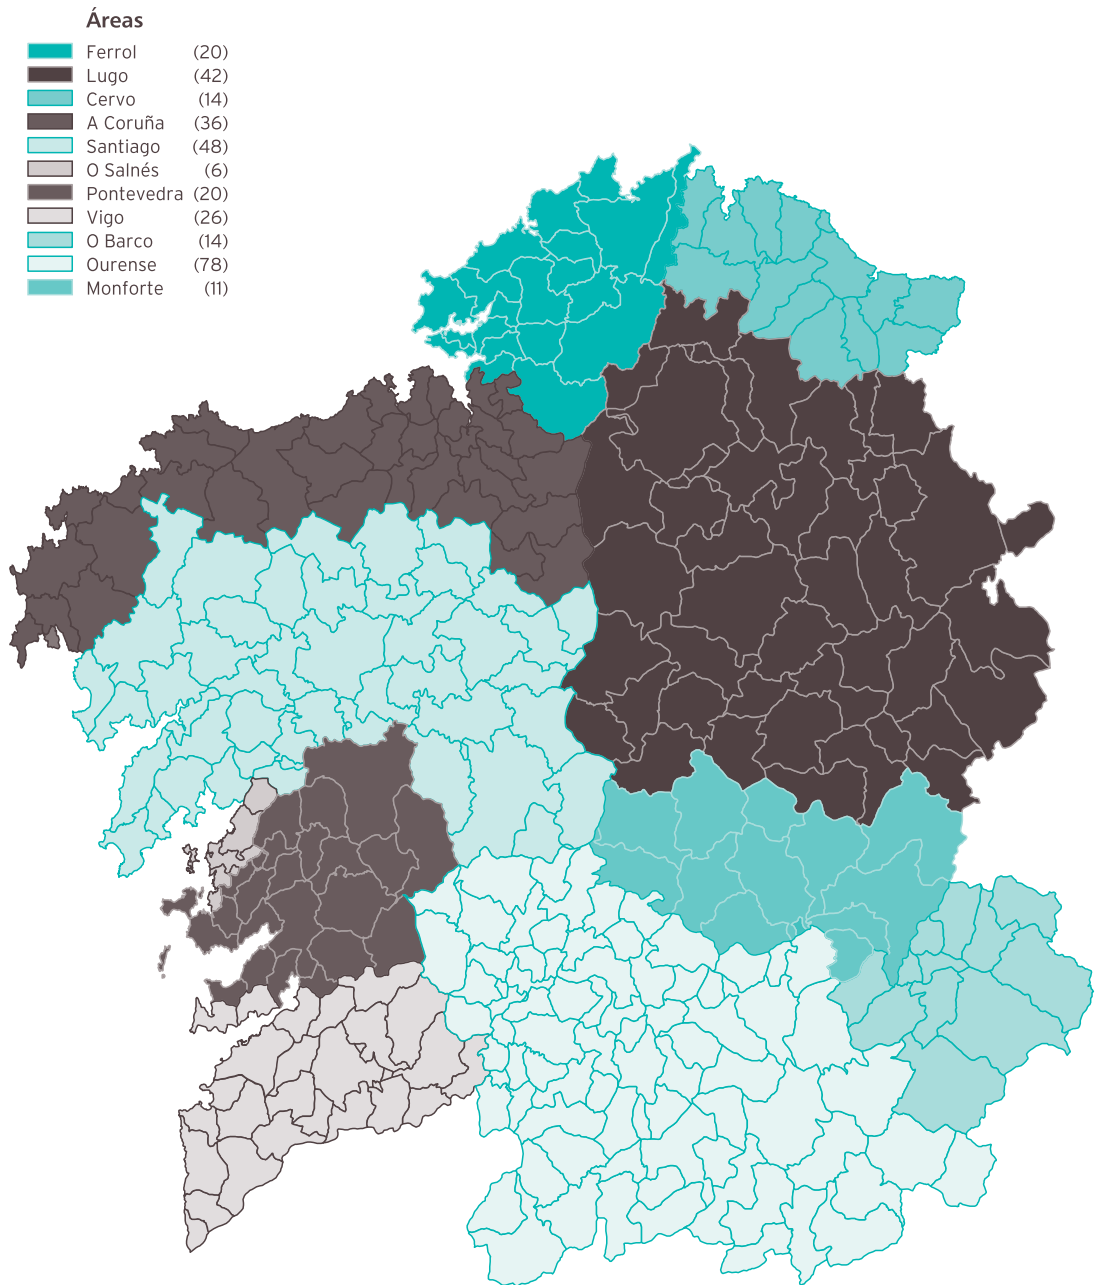 Áreas
Ferrol (20)
Lugo (42)
Cervo (14)
A Coruña (36)
Santiago (48)
O Salnés (6)
Pontevedra (20)
Vigo (26)
O Barco (14)
Ourense (78)
Monforte (11)